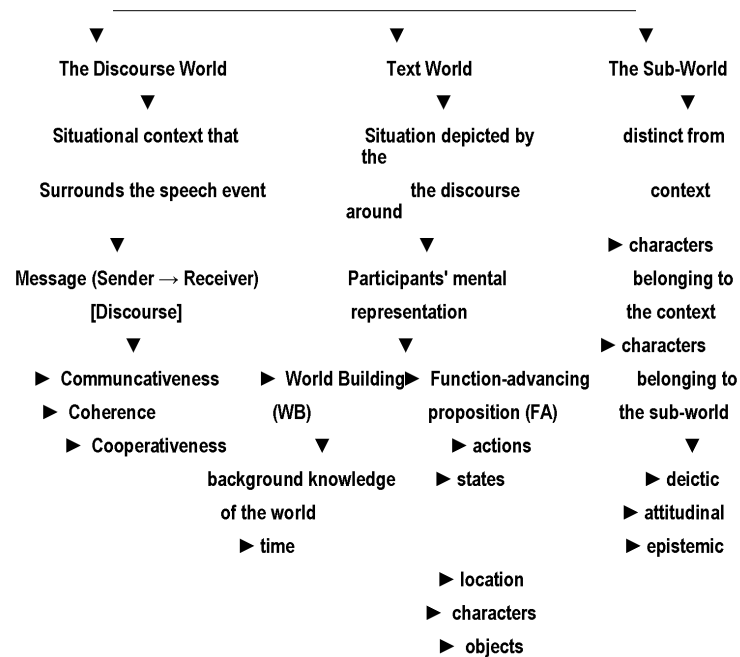 ▼ ▼ ▼
The Discourse World Text World The Sub-World
▼ ▼ ▼
Situational context that Situation depicted by distinct from
the
Surrounds the speech event the discourse context
around
▼ ▼ ► characters
Message (Sender → Receiver) Participants' mental belonging to
[Discourse] representation the context
▼ ▼ ► characters
► Communcativeness ► World Building► Function-advancing belonging to
► Coherence (WB) proposition (FA) the sub-world
► Cooperativeness ▼ ► actions ▼
background knowledge ► states ► deictic
of the world ► attitudinal
► time ► epistemic
► location
► characters
► objects